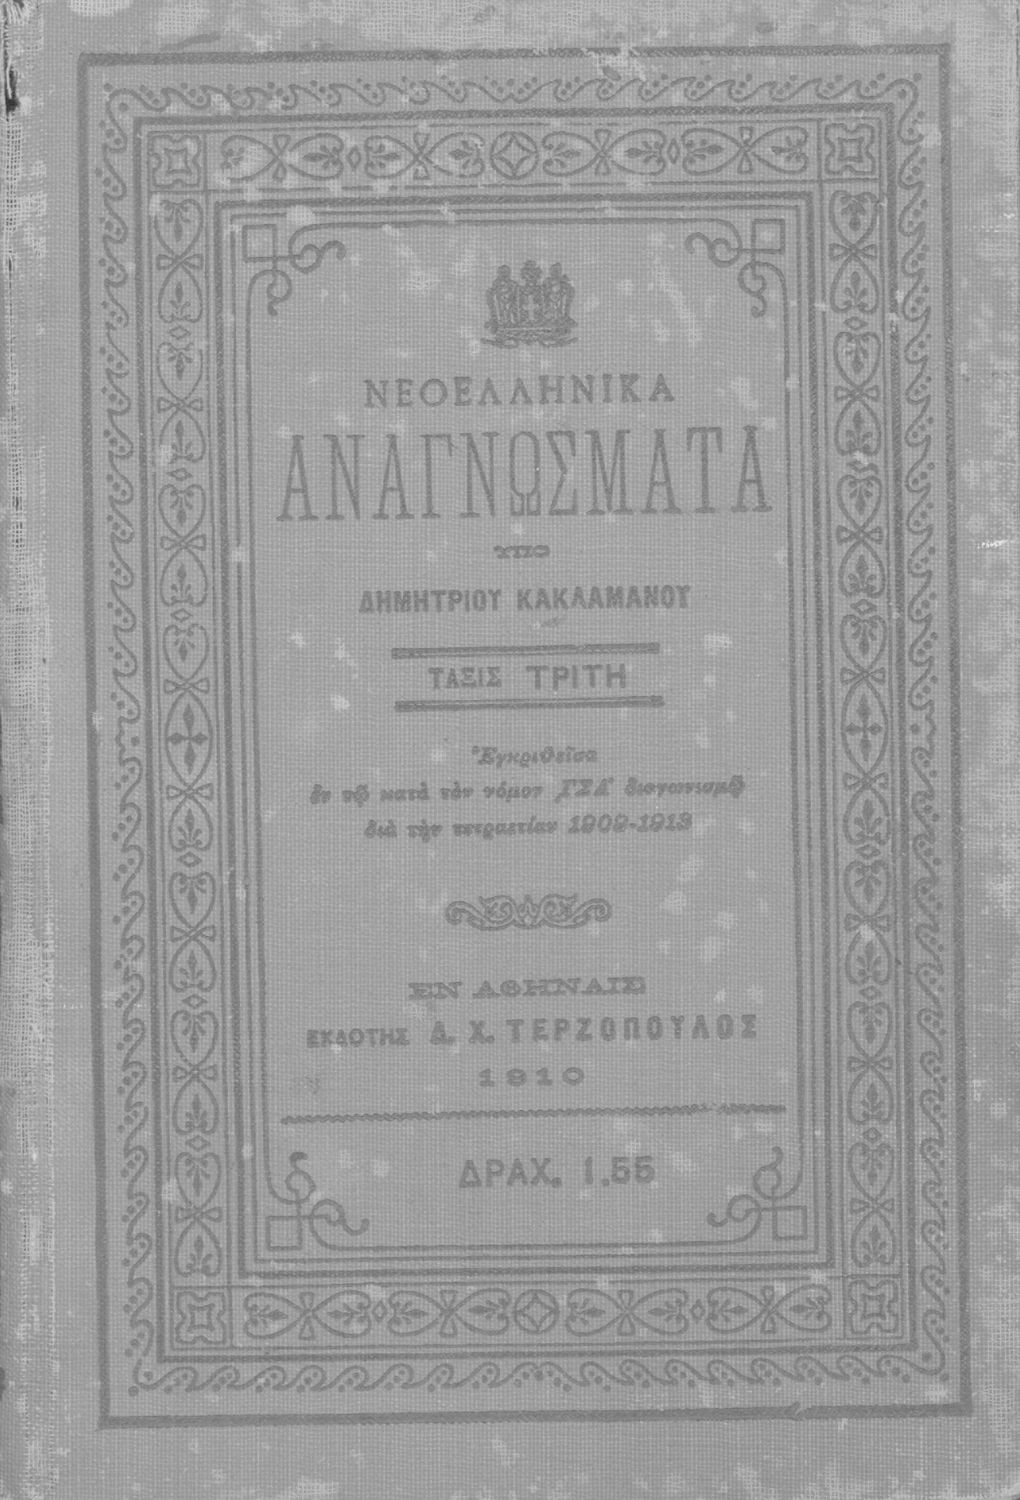 ΝΕΟΕΛΛΗΝΙΚΑ
ΑΝΑΓΝΩΣΜΑΤΑ
ΥΠΟ
ΔΗΜΗΤΡΙΟΥ ΚΑΚΛΑΜΑΝΟΥ
ΤΑΞΙΣ ΤΡΙΤΗ
Ἐγκριθεῖσα
ἐν τῷ κατὰ τὸν νόμον ΓΣΑ' διαγωνισμῷ
διὰ τὴν τετραετίαν 1909-1913
ΕΝ ΑΘΗΝΑΙΣ
ΕΚΔΟΤΗΣ Δ. Χ. ΤΕΡΖΟΠΟΥΛΟΣ
1910
ΔΡΑΧ. 1.55